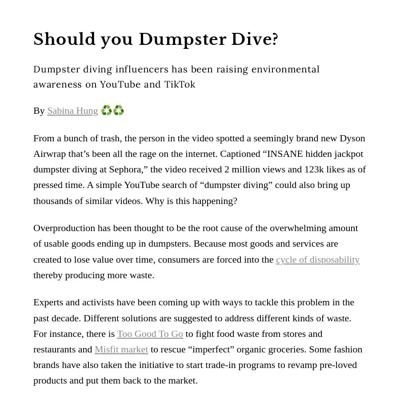 Should you Dumpster Dive?
Dumpster diving influencers has been raising environmental
awareness on YouTube and TikTok
By Sabina Hung ♻️♻️
From a bunch of trash, the person in the video spotted a seemingly brand new Dyson
Airwrap that’s been all the rage on the internet. Captioned “INSANE hidden jackpot
dumpster diving at Sephora,” the video received 2 million views and 123k likes as of
pressed time. A simple YouTube search of “dumpster diving” could also bring up
thousands of similar videos. Why is this happening?
Overproduction has been thought to be the root cause of the overwhelming amount
of usable goods ending up in dumpsters. Because most goods and services are
created to lose value over time, consumers are forced into the cycle of disposability
thereby producing more waste.
Experts and activists have been coming up with ways to tackle this problem in the
past decade. Different solutions are suggested to address different kinds of waste.
For instance, there is Too Good To Go to fight food waste from stores and
restaurants and Misfit market to rescue “imperfect” organic groceries. Some fashion
brands have also taken the initiative to start trade-in programs to revamp pre-loved
products and put them back to the market.